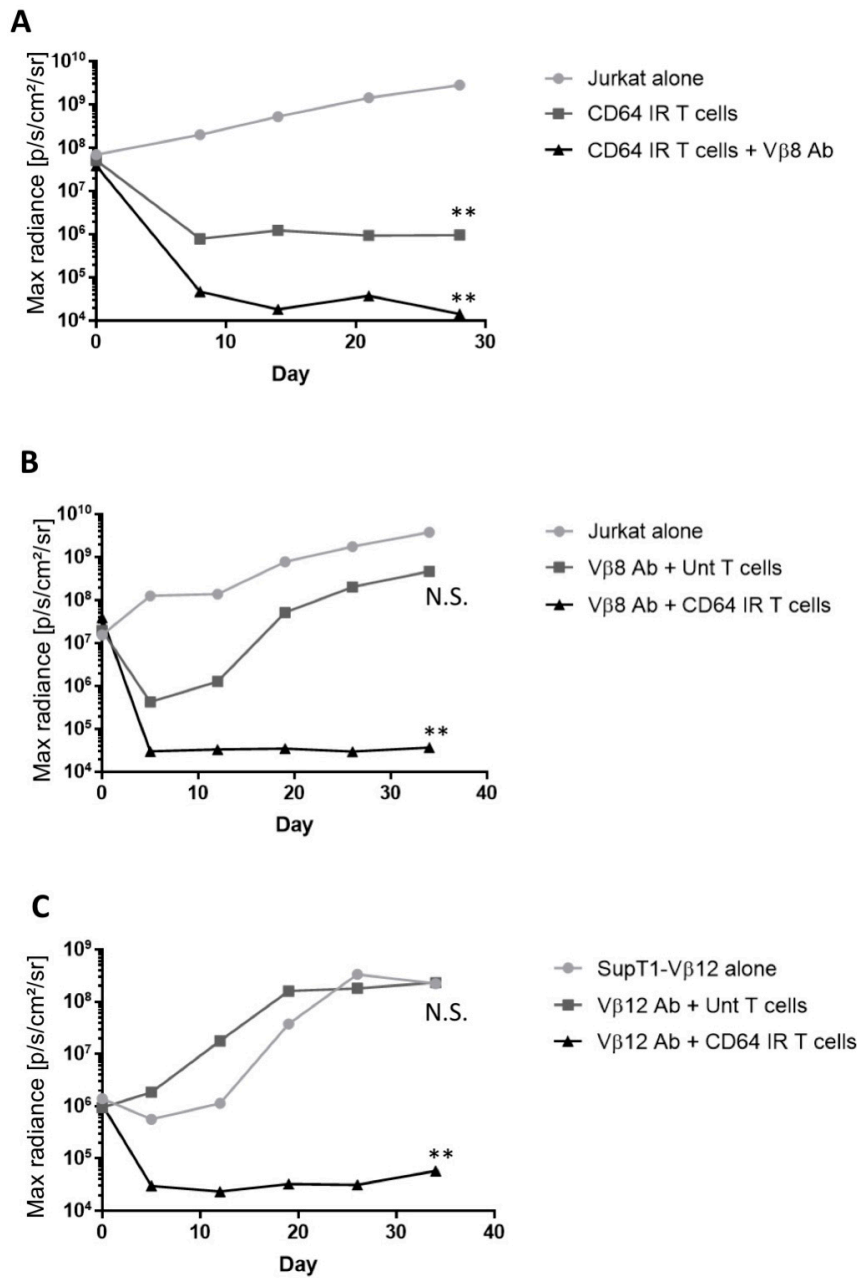 A
Max radiance [p/s/cm²/sr]
10¹⁰
10⁹
10⁸
10⁷
10⁶
10⁵
10⁴
**
**
0 10 20 30
Day
Jurkat alone
CD64 IR T cells
CD64 IR T cells + Vβ8 Ab
B
Max radiance [p/s/cm²/sr]
10¹⁰
10⁹
10⁸
10⁷
10⁶
10⁵
10⁴
N.S.
**
0 10 20 30 40
Day
Jurkat alone
Vβ8 Ab + Unt T cells
Vβ8 Ab + CD64 IR T cells
C
Max radiance [p/s/cm²/sr]
10⁹
10⁸
10⁷
10⁶
10⁵
10⁴
N.S.
**
0 10 20 30 40
Day
SupT1-Vβ12 alone
Vβ12 Ab + Unt T cells
Vβ12 Ab + CD64 IR T cells